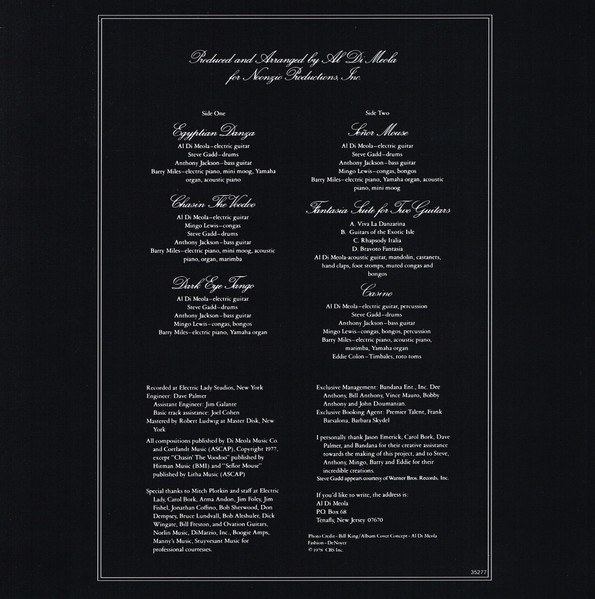 Produced and Arranged by Al Di Meola
for Neonzio Productions, Inc.
Side One
Egyptian Danza
Al Di Meola–electric guitar
Steve Gadd–drums
Anthony Jackson–bass guitar
Barry Miles–electric piano, mini moog, Yamaha
organ, acoustic piano
Chasin The Voodoo
Al Di Meola–electric guitar
Mingo Lewis–congas
Steve Gadd–drums
Anthony Jackson–bass guitar
Barry Miles–electric piano, mini moog, acoustic
piano, organ, marimba
Dark Eye Tango
Al Di Meola–electric guitar
Steve Gadd–drums
Anthony Jackson–bass guitar
Mingo Lewis–congas, bongos
Barry Miles–electric piano, Yamaha organ
Side Two
Señor Mouse
Al Di Meola–electric guitar
Steve Gadd–drums
Anthony Jackson–bass guitar
Mingo Lewis–congas, bongos
Barry Miles–electric piano, Yamaha organ, acoustic
piano, mini moog
Fantasia Suite for Two Guitars
A. Viva La Danzarina
B. Guitars of the Exotic Isle
C. Rhapsody Italia
D. Bravoto Fantasia
Al Di Meola-acoustic guitar, mandolin, castanets,
hand claps, foot stomps, muted congas and
bongos
Casino
Al Di Meola–electric guitar, percussion
Steve Gadd–drums
Anthony Jackson–bass guitar
Mingo Lewis–congas, bongos, percussion
Barry Miles–electric piano, acoustic piano,
marimba, Yamaha organ
Eddie Colon–Timbales, roto toms
Recorded at Electric Lady Studios, New York
Engineer: Dave Palmer
Assistant Engineer: Jim Galante
Basic track assistance: Joel Cohen
Mastered by Robert Ludwig at Master Disk, New
York
All compositions published by Di Meola Music Co.
and Cortlandt Music (ASCAP), Copyright 1977,
except "Chasin' The Voodoo" published by
Hitman Music (BMI) and "Señor Mouse"
published by Litha Music (ASCAP)
Special thanks to Mitch Plotkin and staff at Electric
Lady, Carol Bork, Arma Andon, Jim Foley, Jim
Fishel, Jonathan Coffino, Bob Sherwood, Don
Dempsey, Bruce Lundvall, Bob Altshuler, Dick
Wingate, Bill Freston, and Ovation Guitars,
Norlin Music, DiMarzio, Inc., Boogie Amps,
Manny's Music, Stuyvesant Music for
professional courtesies.
Exclusive Management: Bandana Ent., Inc. Dee
Anthony, Bill Anthony, Vince Mauro, Bobby
Anthony and John Doumanian.
Exclusive Booking Agent: Premier Talent, Frank
Barsalona, Barbara Skydel
I personally thank Jason Emerick, Carol Bork, Dave
Palmer, and Bandana for their creative assistance
towards the making of this project, and to Steve,
Anthony, Mingo, Barry and Eddie for their
incredible creations.
Steve Gadd appears courtesy of Warner Bros. Records, Inc.
If you'd like to write, the address is:
Al Di Meola
P.O. Box 68
Tenafly, New Jersey 07670
Photo Credit–Bill King/Album Cover Concept–Al Di Meola
Fashion–DeNoyer
© 1978 CBS Inc.
35277